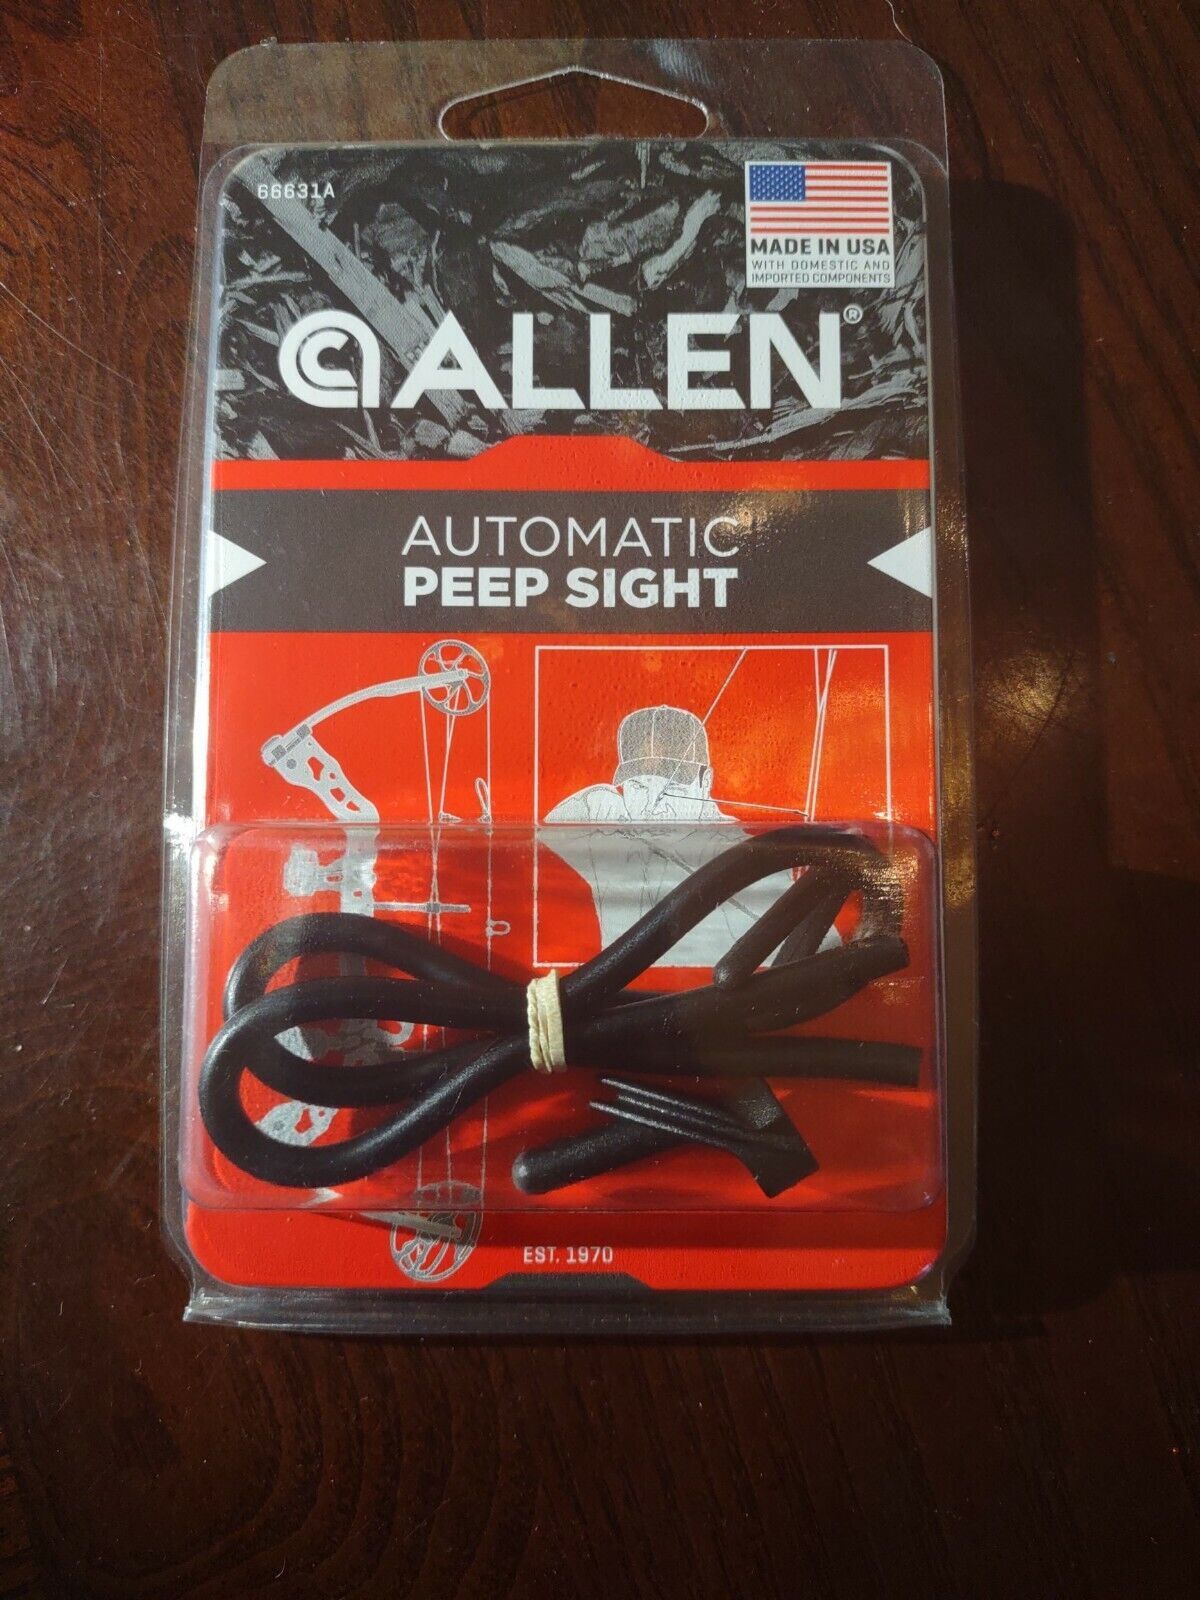 66631A
MADE IN USA
WITH DOMESTIC AND
IMPORTED COMPONENTS
ALLEN®
AUTOMATIC
PEEP SIGHT
EST. 1970